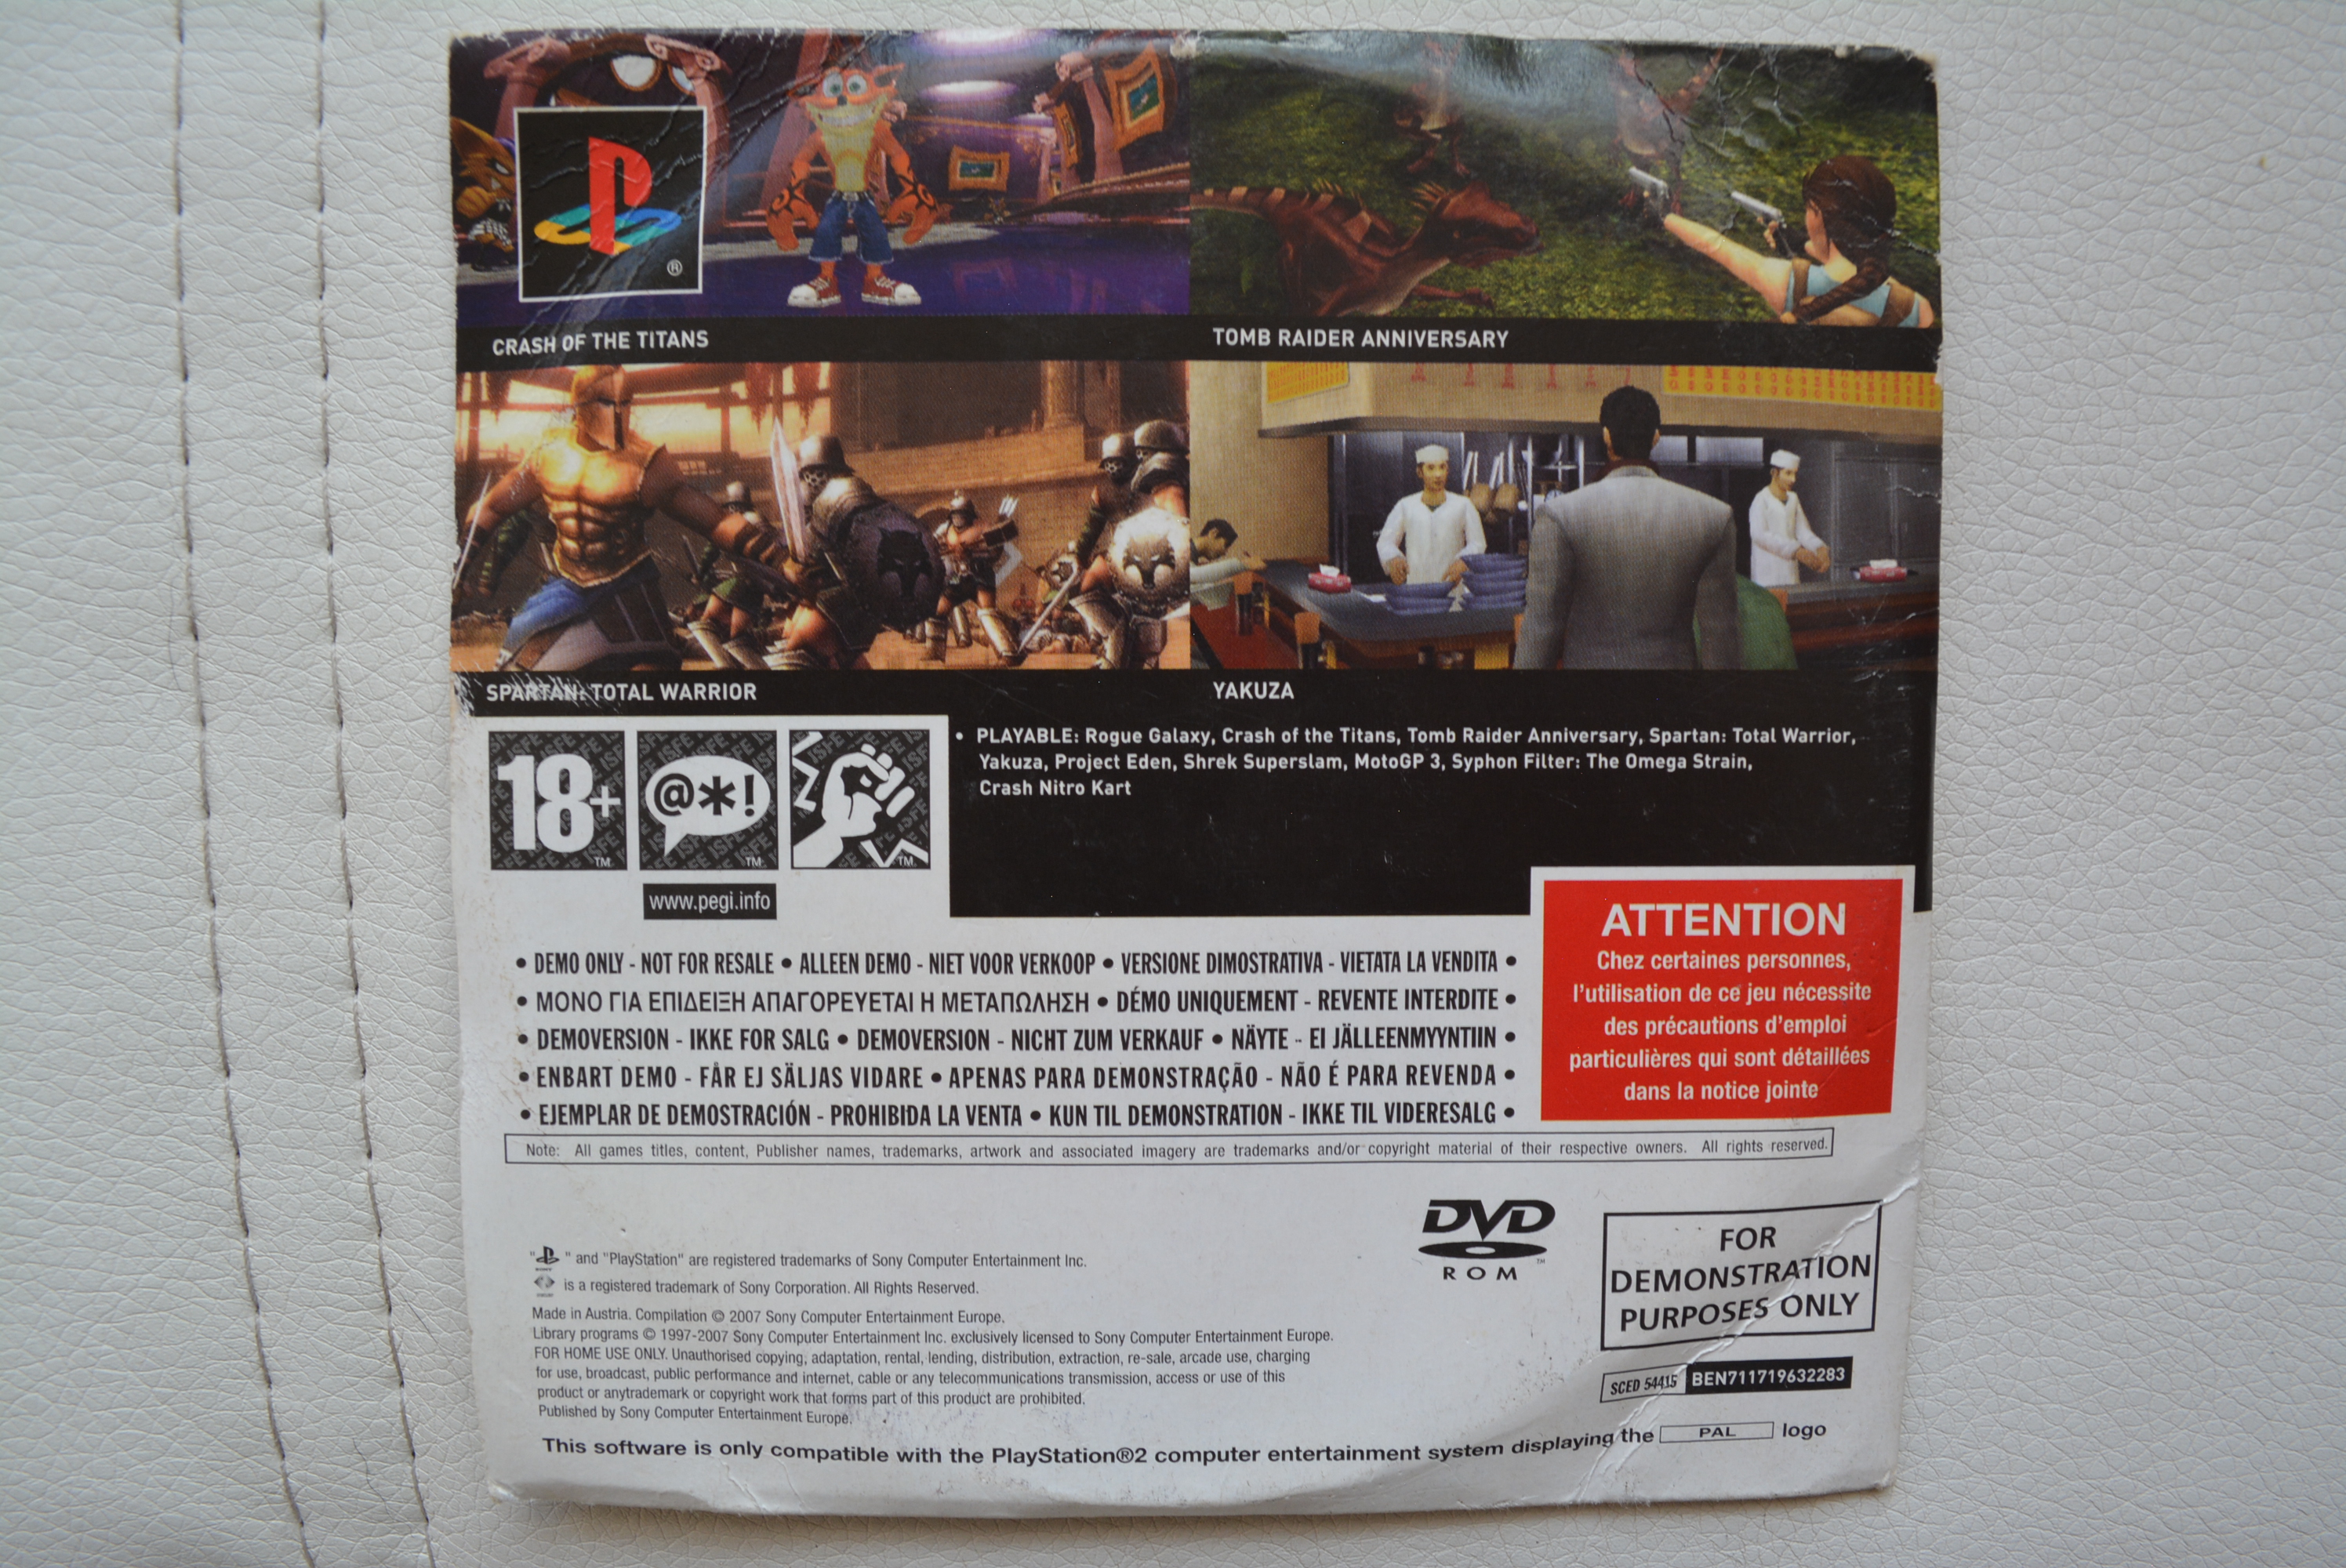 ®
CRASH OF THE TITANS
TOMB RAIDER ANNIVERSARY
SPARTAN: TOTAL WARRIOR
YAKUZA
18+
TM
@*!
TM
TM
www.pegi.info
• PLAYABLE: Rogue Galaxy, Crash of the Titans, Tomb Raider Anniversary, Spartan: Total Warrior,
Yakuza, Project Eden, Shrek Superslam, MotoGP 3, Syphon Filter: The Omega Strain,
Crash Nitro Kart
ATTENTION
Chez certaines personnes,
l'utilisation de ce jeu nécessite
des précautions d'emploi
particulières qui sont détaillées
dans la notice jointe
• DEMO ONLY - NOT FOR RESALE • ALLEEN DEMO - NIET VOOR VERKOOP • VERSIONE DIMOSTRATIVA - VIETATA LA VENDITA •
• ΜΟΝΟ ΓΙΑ ΕΠΙΔΕΙΞΗ ΑΠΑΓΟΡΕΥΕΤΑΙ Η ΜΕΤΑΠΩΛΗΣΗ • DÉMO UNIQUEMENT - REVENTE INTERDITE •
• DEMOVERSION - IKKE FOR SALG • DEMOVERSION - NICHT ZUM VERKAUF • NÄYTE - EI JÄLLEENMYYNTIIN •
• ENBART DEMO - FÅR EJ SÄLJAS VIDARE • APENAS PARA DEMONSTRAÇÃO - NÃO É PARA REVENDA •
• EJEMPLAR DE DEMOSTRACIÓN - PROHIBIDA LA VENTA • KUN TIL DEMONSTRATION - IKKE TIL VIDERESALG •
Note: All games titles, content, Publisher names, trademarks, artwork and associated imagery are trademarks and/or copyright material of their respective owners. All rights reserved.
DVD
ROM
TM
FOR
DEMONSTRATION
PURPOSES ONLY
" " and "PlayStation" are registered trademarks of Sony Computer Entertainment Inc.
is a registered trademark of Sony Corporation. All Rights Reserved.
Made in Austria. Compilation © 2007 Sony Computer Entertainment Europe.
Library programs © 1997-2007 Sony Computer Entertainment Inc. exclusively licensed to Sony Computer Entertainment Europe.
FOR HOME USE ONLY. Unauthorised copying, adaptation, rental, lending, distribution, extraction, re-sale, arcade use, charging
for use, broadcast, public performance and internet, cable or any telecommunications transmission, access or use of this
product or anytrademark or copyright work that forms part of this product are prohibited.
Published by Sony Computer Entertainment Europe.
SCED 54415 BEN711719632283
This software is only compatible with the PlayStation®2 computer entertainment system displaying the PAL logo